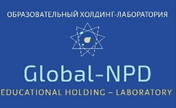 ОБРАЗОВАТЕЛЬНЫЙ ХОЛДИНГ-ЛАБОРАТОРИЯ
Global-NPD
EDUCATIONAL HOLDING – LABORATORY